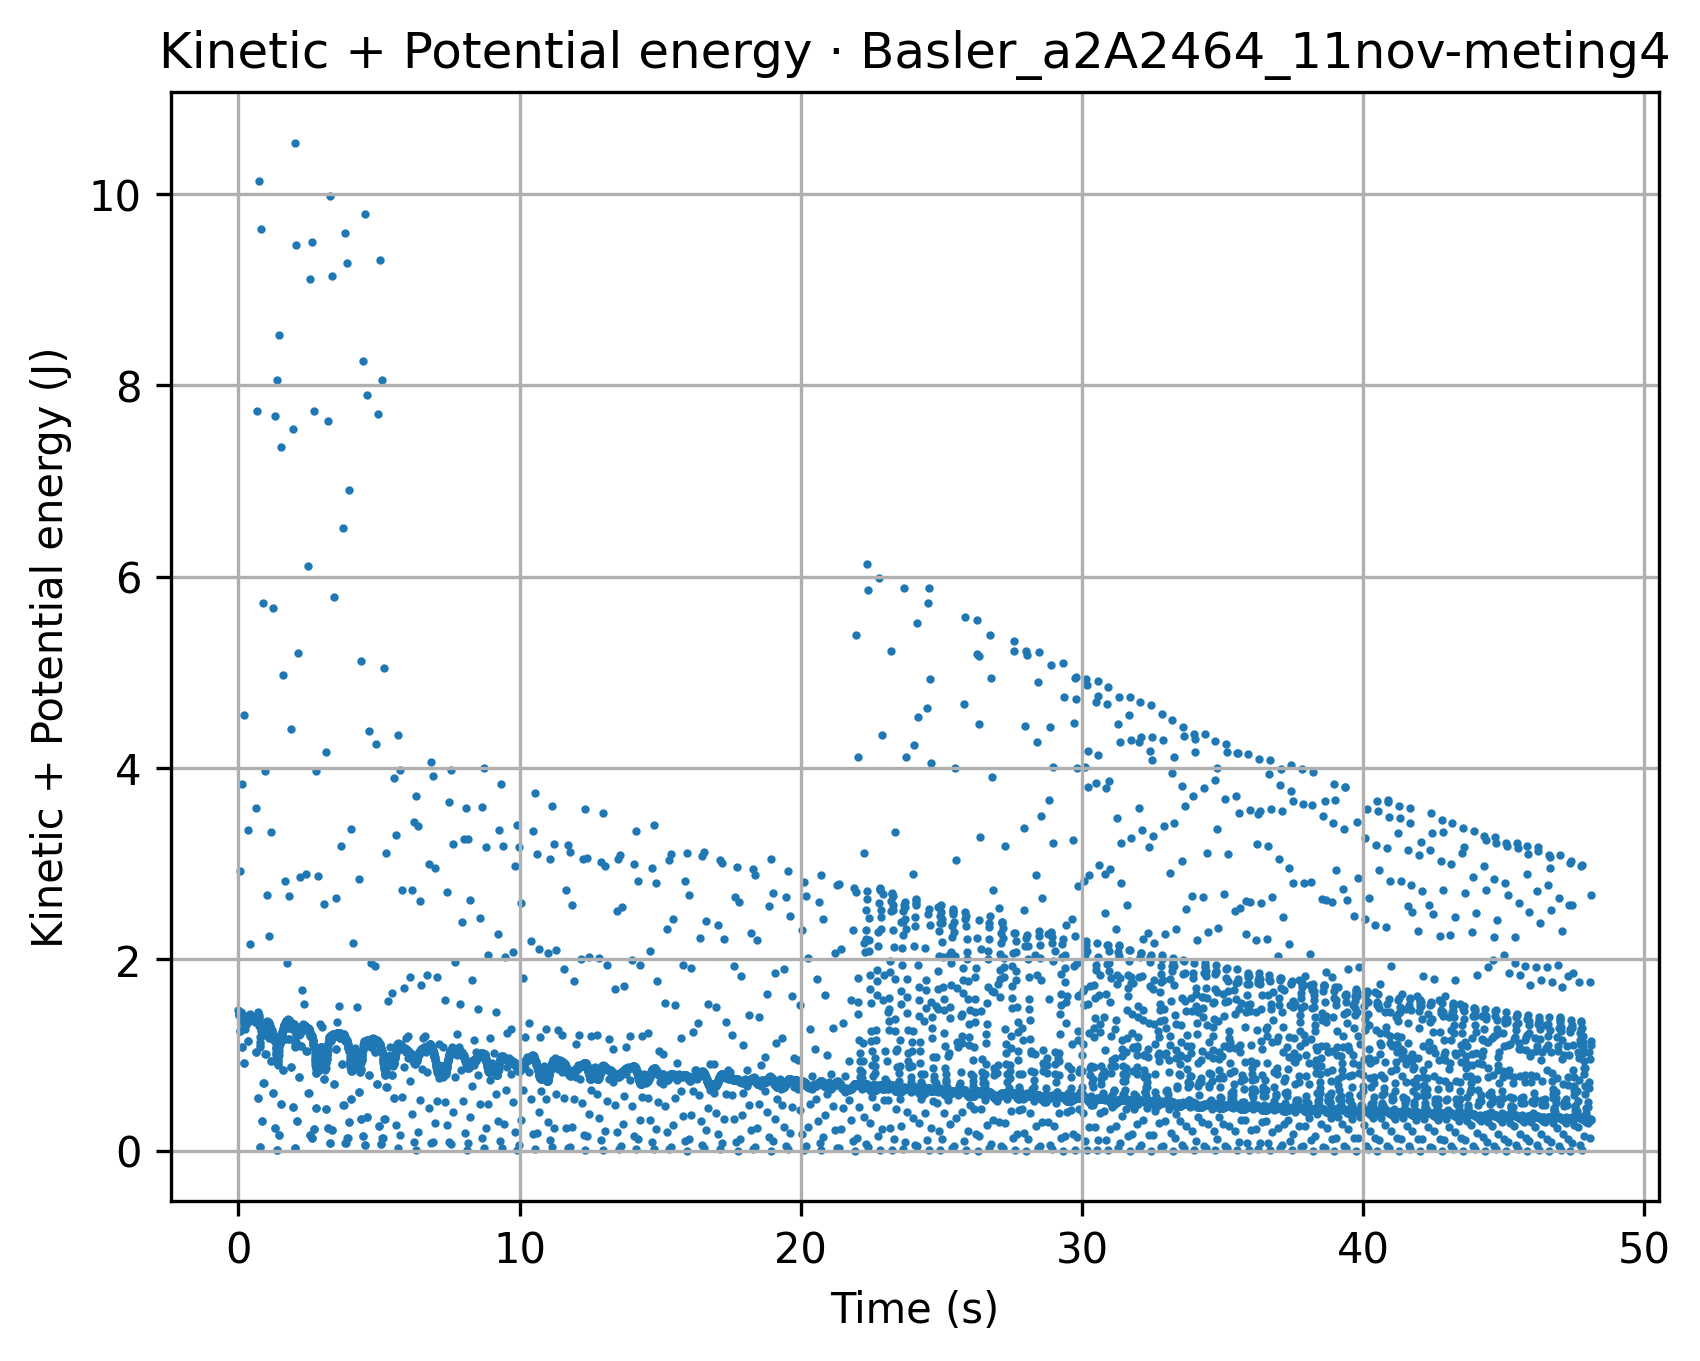 Kinetic + Potential energy · Basler_a2A2464_11nov-meting4
Kinetic + Potential energy (J)
10
8
6
4
2
0
0 10 20 30 40 50
Time (s)